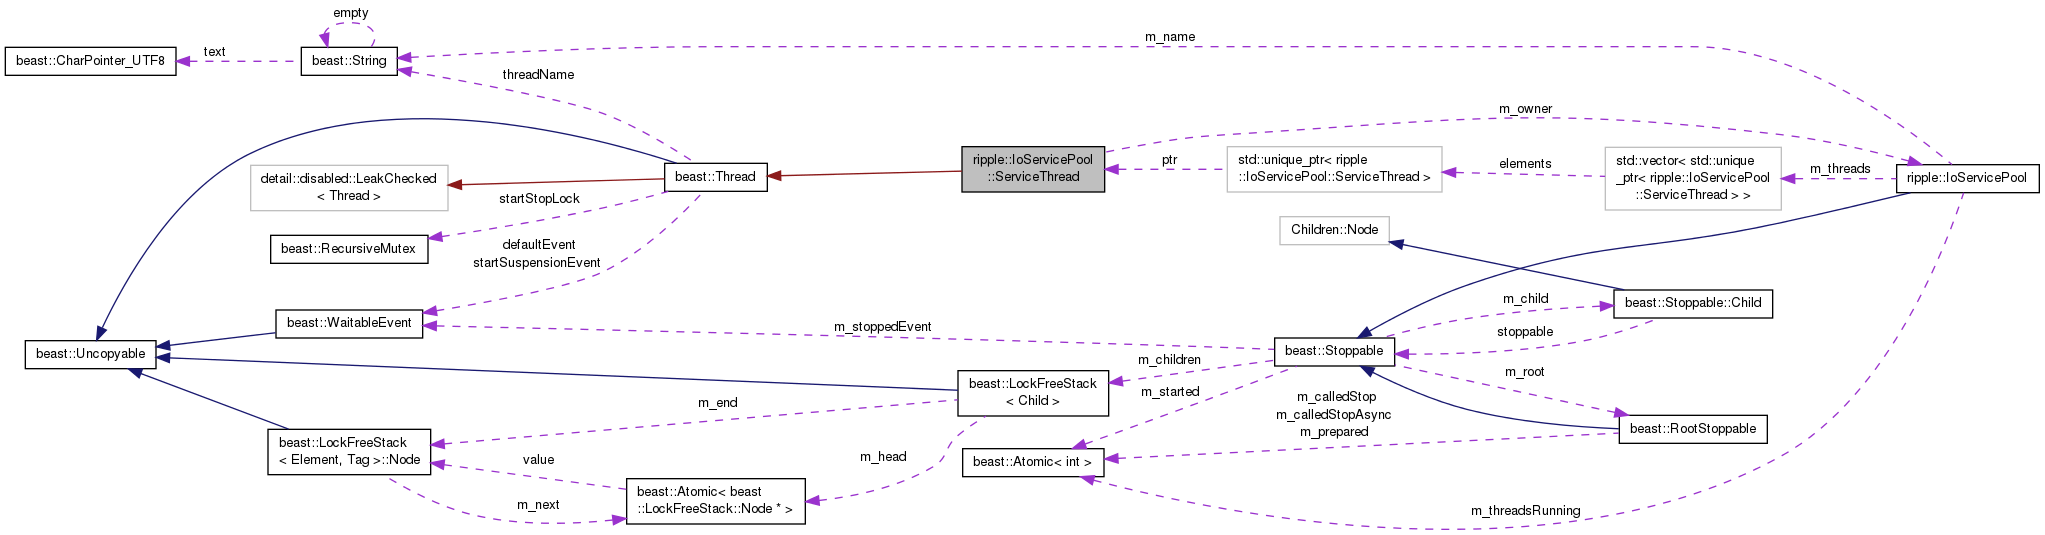 empty
beast::CharPointer_UTF8
text
beast::String
m_name
threadName
m_owner
detail::disabled::LeakChecked
< Thread >
beast::Thread
ripple::IoServicePool
::ServiceThread
ptr
std::unique_ptr< ripple
::IoServicePool::ServiceThread >
elements
std::vector< std::unique
_ptr< ripple::IoServicePool
::ServiceThread > >
m_threads
ripple::IoServicePool
startStopLock
beast::RecursiveMutex
defaultEvent
startSuspensionEvent
Children::Node
beast::WaitableEvent
m_stoppedEvent
m_child
beast::Stoppable::Child
stoppable
beast::Uncopyable
beast::Stoppable
m_children
m_root
beast::LockFreeStack
< Child >
m_started
m_end
m_calledStop
m_calledStopAsync
m_prepared
beast::RootStoppable
beast::LockFreeStack
< Element, Tag >::Node
value
m_head
beast::Atomic< int >
m_next
beast::Atomic< beast
::LockFreeStack::Node * >
m_threadsRunning